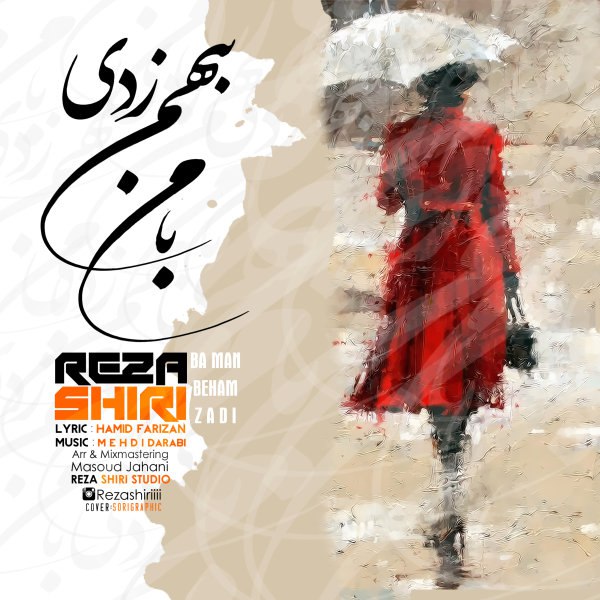 بهم زدی
با من
REZA
SHIRI
BA MAN
BEHAM
ZADI
LYRIC : HAMID FARIZAN
MUSIC : MEHDI DARABI
Arr & Mixmastering
Masoud Jahani
REZA SHIRI STUDIO
Rezashiriiii
COVER:SORIGRAPHIC